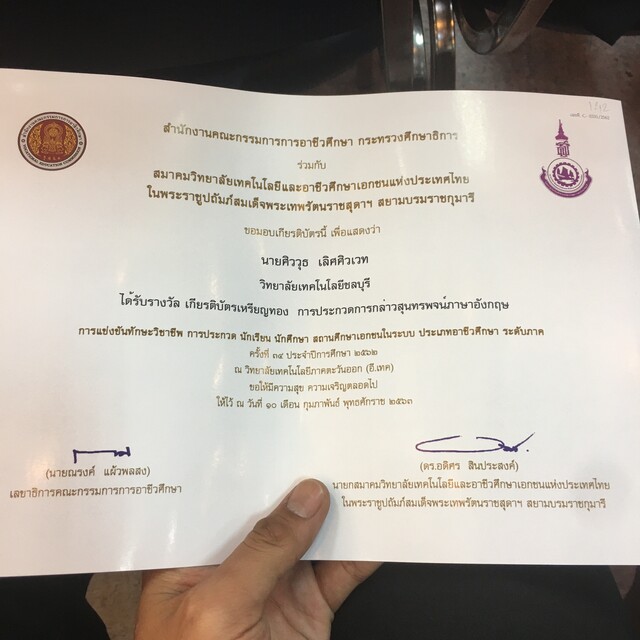 สำนักงานคณะกรรมการการอาชีวศึกษา กระทรวงศึกษาธิการ
ร่วมกับ
สมาคมวิทยาลัยเทคโนโลยีและอาชีวศึกษาเอกชนแห่งประเทศไทย
ในพระราชูปถัมภ์สมเด็จพระเทพรัตนราชสุดาฯ สยามบรมราชกุมารี
ขอมอบเกียรติบัตรนี้ เพื่อแสดงว่า
นายศิววุธ เลิศศิวเวท
วิทยาลัยเทคโนโลยีชลบุรี
ได้รับรางวัล เกียรติบัตรเหรียญทอง การประกวดการกล่าวสุนทรพจน์ภาษาอังกฤษ
การแข่งขันทักษะวิชาชีพ การประกวด นักเรียน นักศึกษา สถานศึกษาเอกชนในระบบ ประเภทอาชีวศึกษา ระดับภาค
ครั้งที่ ๓๔ ประจำปีการศึกษา ๒๕๖๒
ณ วิทยาลัยเทคโนโลยีภาคตะวันออก (อี.เทค)
ขอให้มีความสุข ความเจริญตลอดไป
ให้ไว้ ณ วันที่ ๑๐ เดือน กุมภาพันธ์ พุทธศักราช ๒๕๖๓
(นายณรงค์ แผ้วพลสง)
เลขาธิการคณะกรรมการการอาชีวศึกษา
(ดร.อดิศร สินประสงค์)
นายกสมาคมวิทยาลัยเทคโนโลยีและอาชีวศึกษาเอกชนแห่งประเทศไทย
ในพระราชูปถัมภ์สมเด็จพระเทพรัตนราชสุดาฯ สยามบรมราชกุมารี